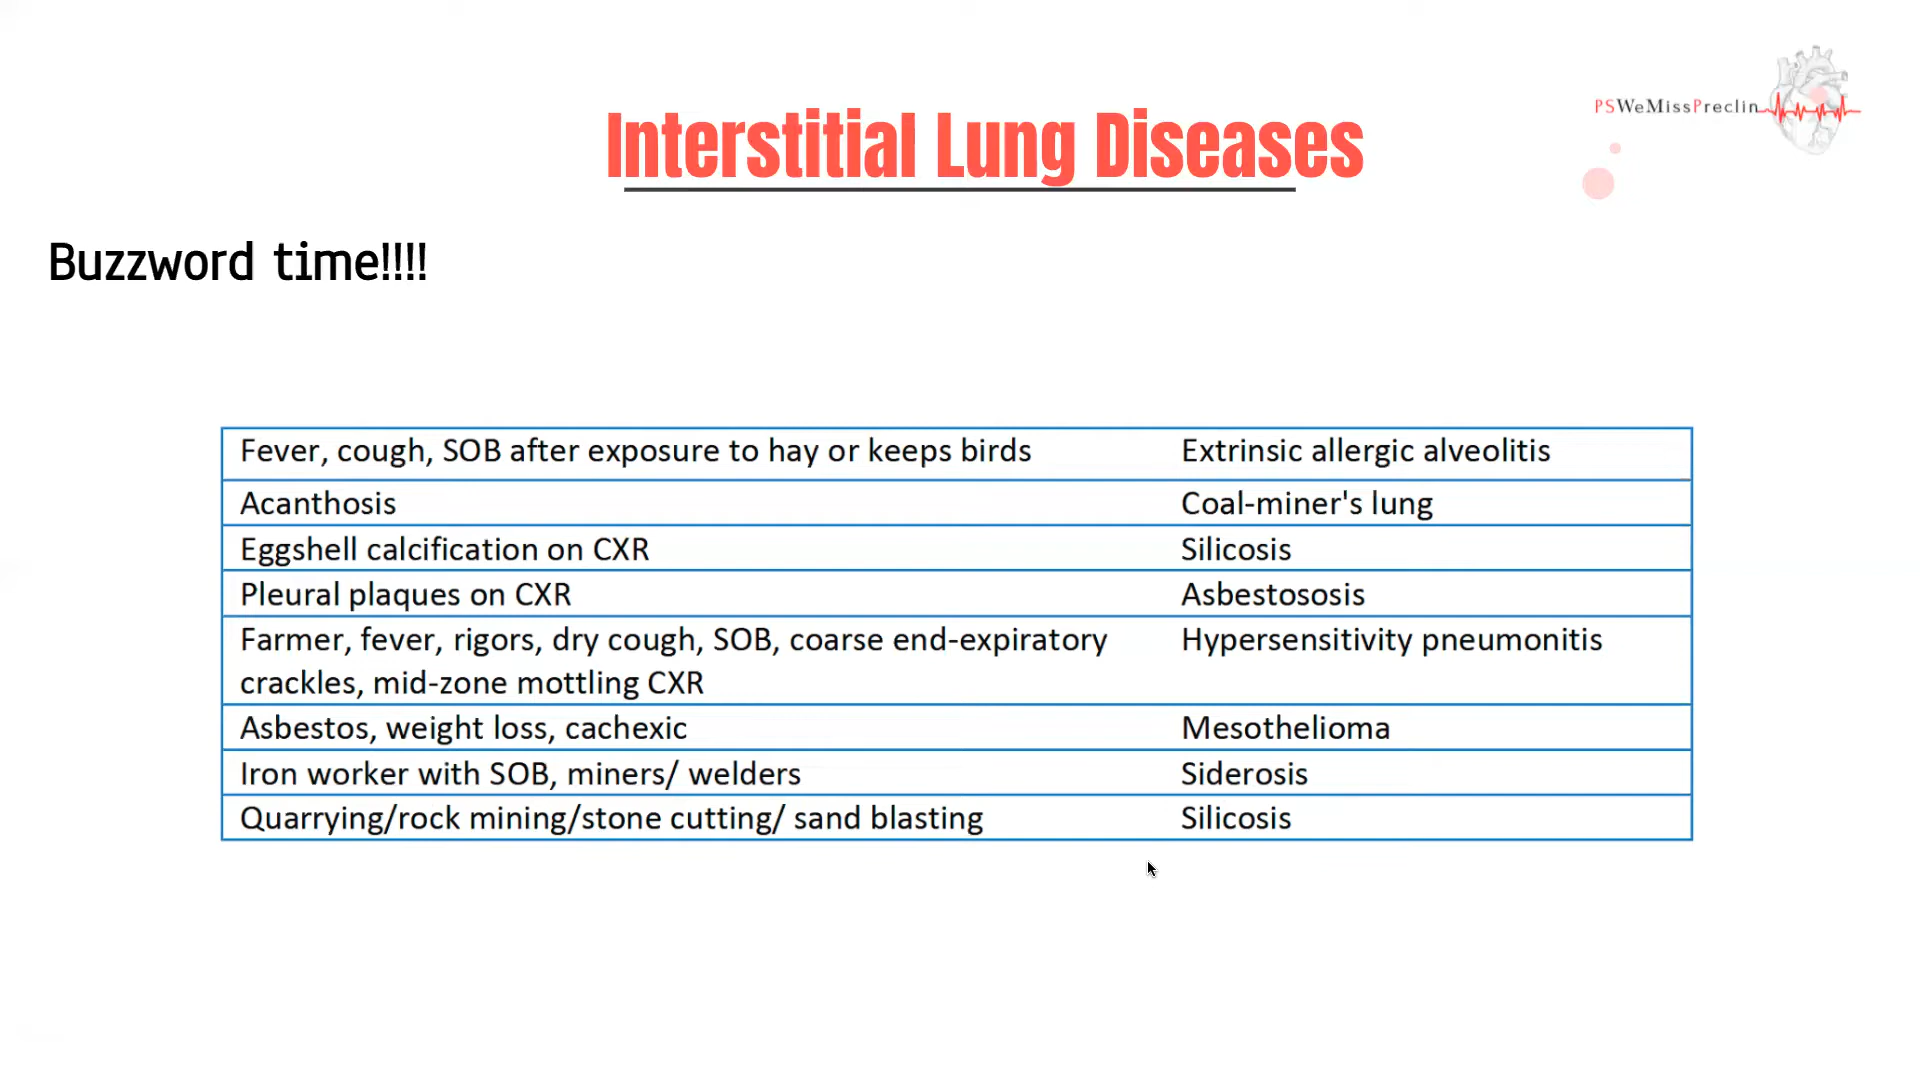 PSWeMissPreclin
Interstitial Lung Diseases
Buzzword time!!!!
Fever, cough, SOB after exposure to hay or keeps birds Extrinsic allergic alveolitis
Acanthosis Coal-miner's lung
Eggshell calcification on CXR Silicosis
Pleural plaques on CXR Asbestososis
Farmer, fever, rigors, dry cough, SOB, coarse end-expiratory Hypersensitivity pneumonitis
crackles, mid-zone mottling CXR
Asbestos, weight loss, cachexic Mesothelioma
Iron worker with SOB, miners/ welders Siderosis
Quarrying/rock mining/stone cutting/ sand blasting Silicosis